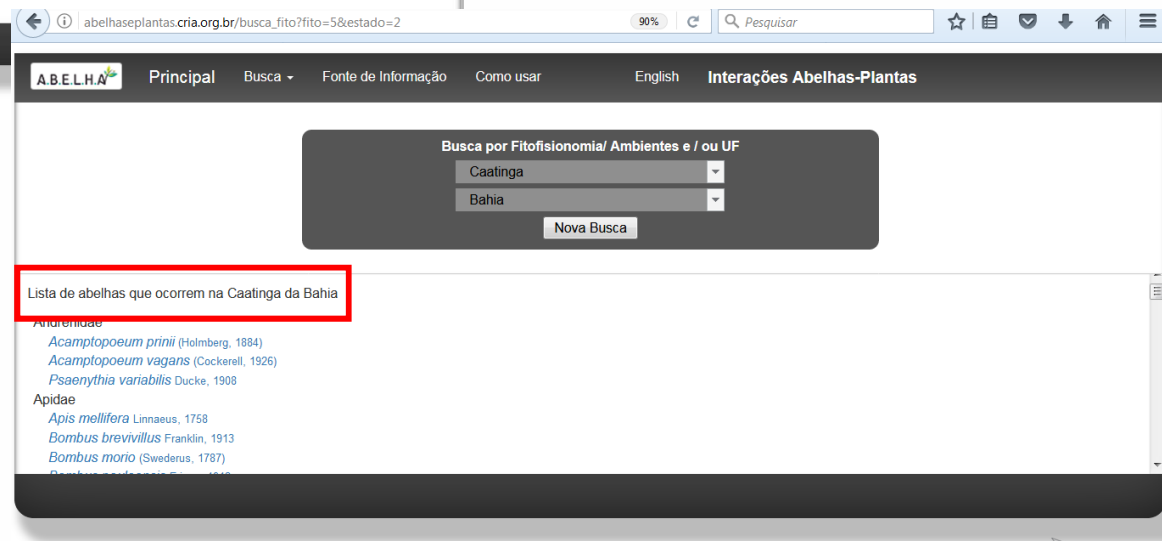 abelhaseplantas.cria.org.br/busca_fito?fito=5&estado=2 90% Pesquisar
A.B.E.L.H.A Principal Busca Fonte de Informação Como usar English Interações Abelhas-Plantas
Busca por Fitofisionomia/ Ambientes e / ou UF
Caatinga
Bahia
Nova Busca
Lista de abelhas que ocorrem na Caatinga da Bahia
Andrenidae
Acamptopoeum prinii (Holmberg, 1884)
Acamptopoeum vagans (Cockerell, 1926)
Psaenythia variabilis Ducke, 1908
Apidae
Apis mellifera Linnaeus, 1758
Bombus brevivillus Franklin, 1913
Bombus morio (Swederus, 1787)